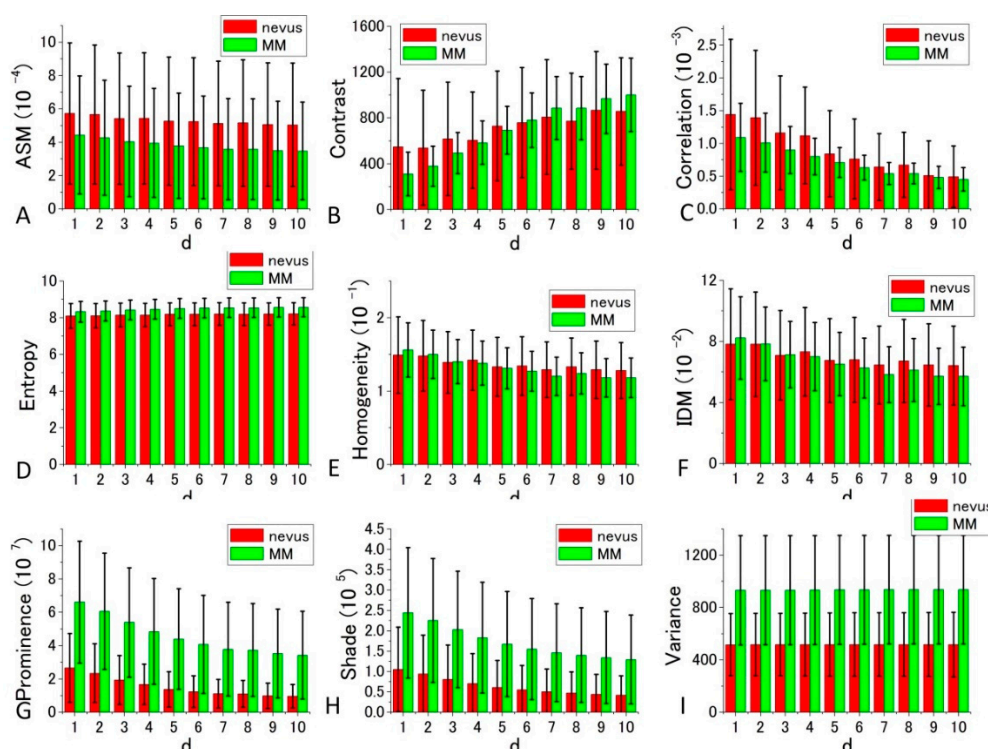 nevus
MM
10
8
6
4
2
0
ASM (10⁻⁴)
1 2 3 4 5 6 7 8 9 10
A
d
nevus
MM
1600
1200
800
400
0
Contrast
1 2 3 4 5 6 7 8 9 10
B
d
nevus
MM
2.5
2.0
1.5
1.0
0.5
0.0
Correlation (10⁻³)
1 2 3 4 5 6 7 8 9 10
C
d
nevus
MM
10
8
6
4
2
0
Entropy
1 2 3 4 5 6 7 8 9 10
D
d
nevus
MM
2
1
0
Homogeneity (10⁻¹)
1 2 3 4 5 6 7 8 9 10
E
d
nevus
MM
12
8
4
0
IDM (10⁻²)
1 2 3 4 5 6 7 8 9 10
F
d
nevus
MM
10
8
6
4
2
0
Prominence (10⁷)
1 2 3 4 5 6 7 8 9 10
G
d
nevus
MM
4.5
4.0
3.5
3.0
2.5
2.0
1.5
1.0
0.5
0.0
Shade (10⁵)
1 2 3 4 5 6 7 8 9 10
H
d
nevus
MM
1200
800
400
0
Variance
1 2 3 4 5 6 7 8 9 10
I
d